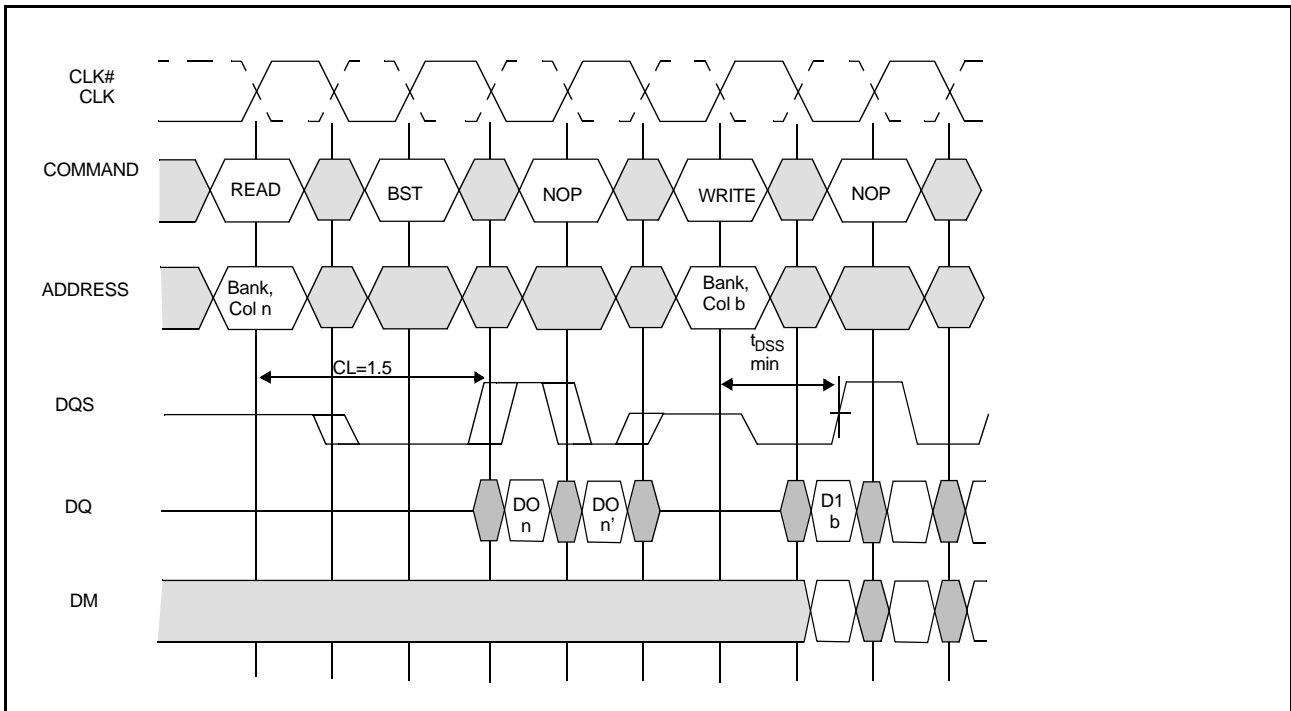 CLK#
CLK
COMMAND
READ
BST
NOP
WRITE
NOP
ADDRESS
Bank,
Col n
Bank,
Col b
CL=1.5
tDSS
min
DQS
DQ
DO
n
DO
n’
D1
b
DM